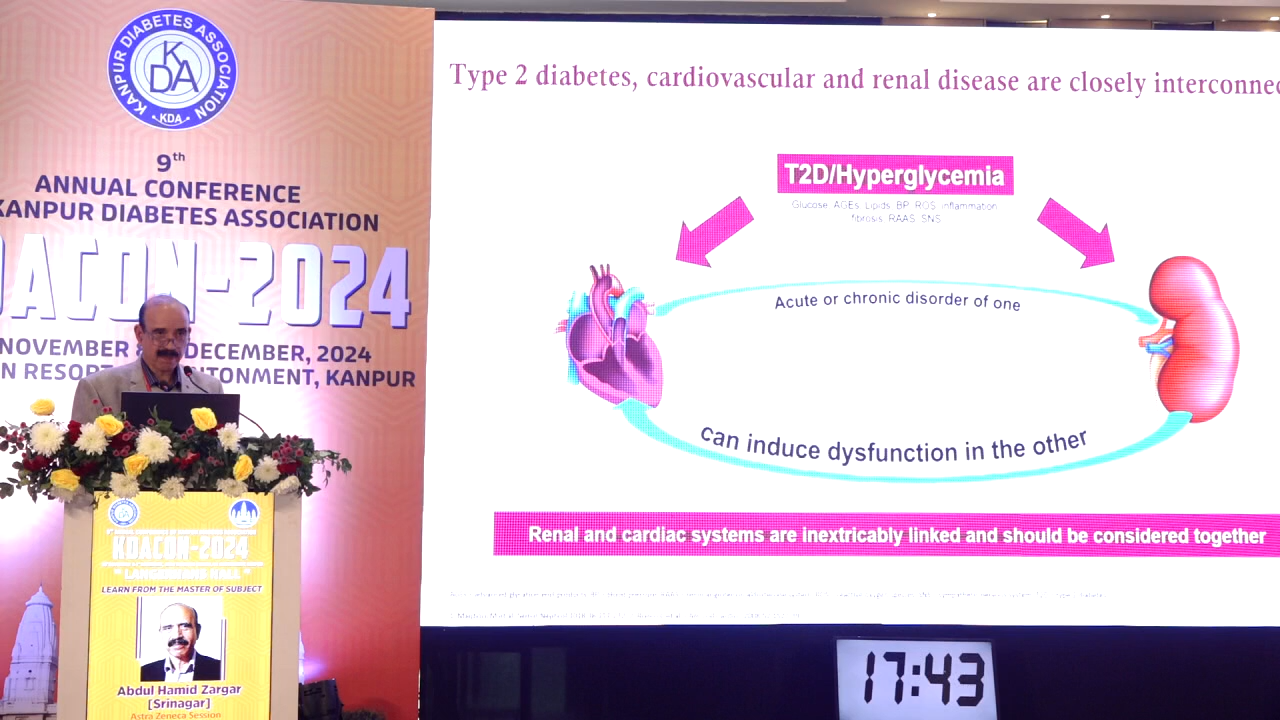 KANPUR DIABETES ASSOCIATION
KDA
KDA
9th
ANNUAL CONFERENCE
KANPUR DIABETES ASSOCIATION
DACON-2024
NOVEMBER DECEMBER, 2024
RESORT, KANPUR
KDACON-2024
LEARN FROM THE MASTER OF SUBJECT
Abdul Hamid Zargar
[Srinagar]
Astra Zeneca Session
Type 2 diabetes, cardiovascular and renal disease are closely interconnec
T2D/Hyperglycemia
Glucose, AGEs, Lipids, BP, ROS, inflammation,
fibrosis, RAAS, SNS
Acute or chronic disorder of one
can induce dysfunction in the other
Renal and cardiac systems are inextricably linked and should be considered together
17:43